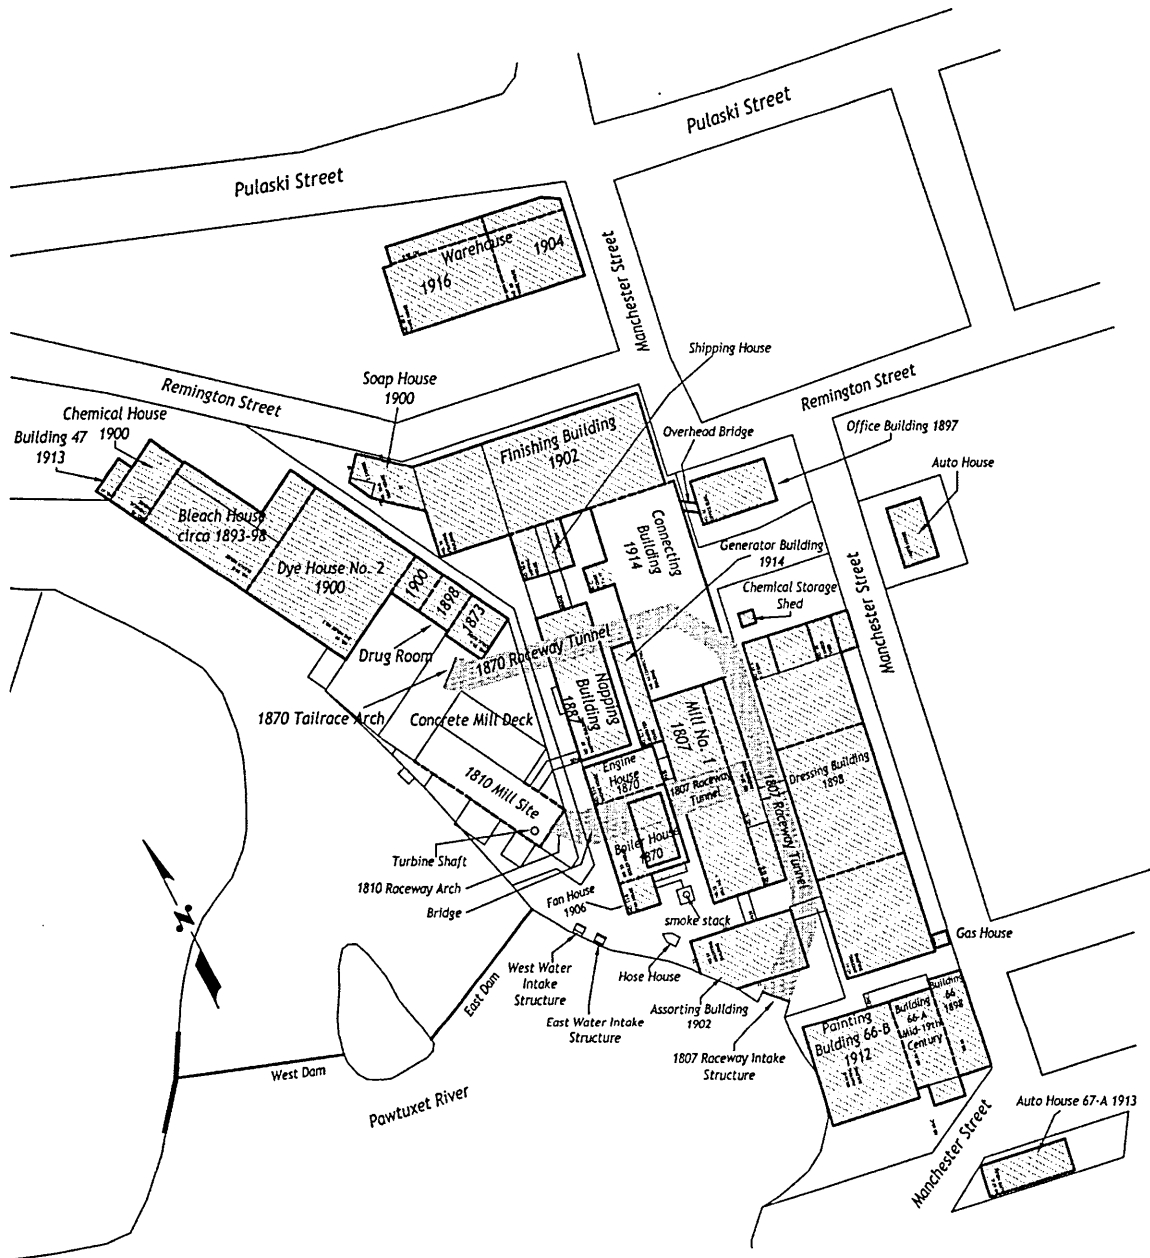 Pulaski Street
Pulaski Street
Manchester Street
Warehouse
1904
1916
Shipping House
Remington Street
Remington Street
Soap House
1900
Chemical House
1900
Building 47
1913
Finishing Building
1902
Overhead Bridge
Office Building 1897
Auto House
Bleach House
circa 1893-98
Connecting
Building
1914
Generator Building
1914
Dye House No. 2
1900
1900
1898
1873
Chemical Storage
Shed
Manchester Street
Drug Room
1870 Raceway Tunnel
Napping
Building
1887
1870 Tailrace Arch
Concrete Mill Deck
Mill No. 1
1807
Engine
House
1870
Dressing Building
1898
1810 Mill Site
1807 Raceway
Tunnel
1807 Raceway Tunnel
Boiler House
1870
Turbine Shaft
1810 Raceway Arch
Bridge
Fan House
1906
smoke stack
N
Gas House
West Water
Intake
Structure
Hose House
East Dam
East Water Intake
Structure
Assorting Building
1902
Painting
Bulding 66-B
1912
Building
66-A
Mid-19th
Century
Building
66
1898
1807 Raceway Intake
Structure
West Dam
Pawtuxet River
Auto House 67-A 1913
Manchester Street